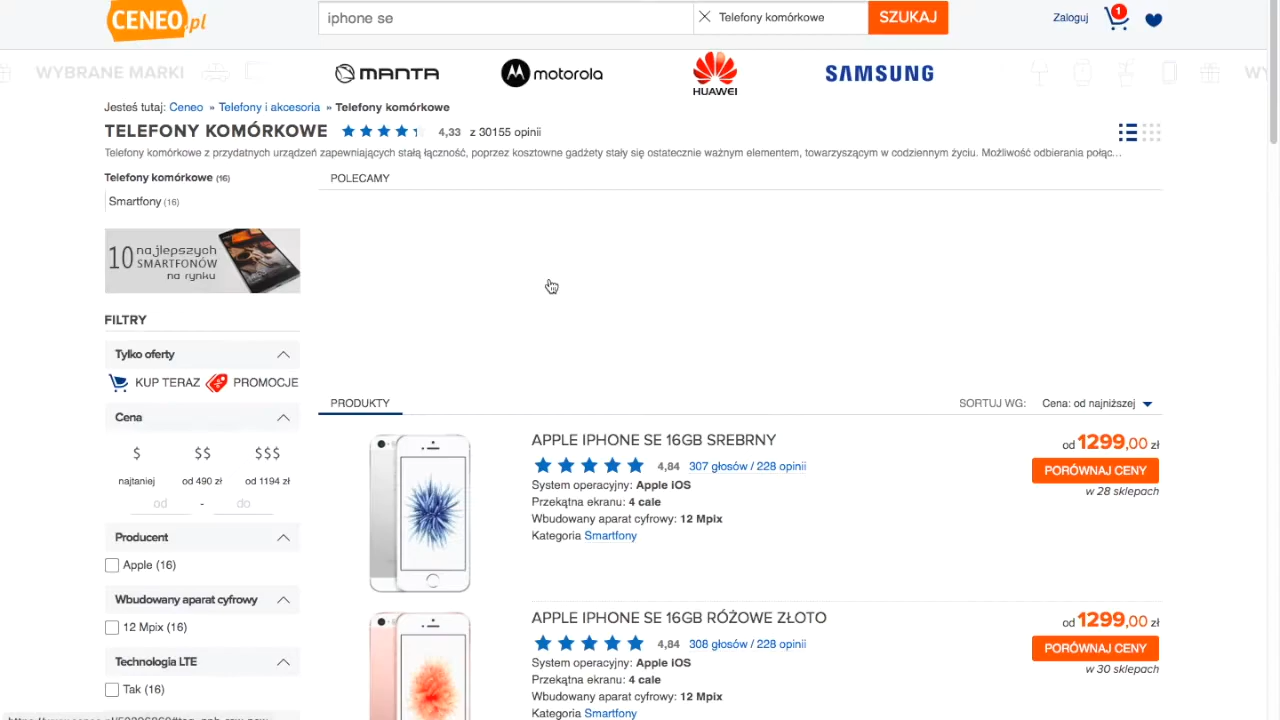 CENEO.pl
iphone se
Telefony komórkowe
SZUKAJ
Zaloguj
1
WYBRANE MARKI
MANTA
motorola
HUAWEI
SAMSUNG
WY
Jesteś tutaj: Ceneo » Telefony i akcesoria » Telefony komórkowe
TELEFONY KOMÓRKOWE 4,33 z 30155 opinii
Telefony komórkowe z przydatnych urządzeń zapewniających stałą łączność, poprzez kosztowne gadżety stały się ostatecznie ważnym elementem, towarzyszącym w codziennym życiu. Możliwość odbierania połąc...
Telefony komórkowe (16)
Smartfony (16)
10 najlepszych
SMARTFONÓW
na rynku
FILTRY
Tylko oferty
KUP TERAZ PROMOCJE
Cena
$ $$ $$$
najtaniej od 490 zł od 1194 zł
od - do
Producent
Apple (16)
Wbudowany aparat cyfrowy
12 Mpix (16)
Technologia LTE
Tak (16)
POLECAMY
PRODUKTY
SORTUJ WG: Cena: od najniższej
APPLE IPHONE SE 16GB SREBRNY
4,84 307 głosów / 228 opinii
System operacyjny: Apple iOS
Przekątna ekranu: 4 cale
Wbudowany aparat cyfrowy: 12 Mpix
Kategoria Smartfony
od 1299,00 zł
PORÓWNAJ CENY
w 28 sklepach
APPLE IPHONE SE 16GB RÓŻOWE ZŁOTO
4,84 308 głosów / 228 opinii
System operacyjny: Apple iOS
Przekątna ekranu: 4 cale
Wbudowany aparat cyfrowy: 12 Mpix
Kategoria Smartfony
od 1299,00 zł
PORÓWNAJ CENY
w 30 sklepach